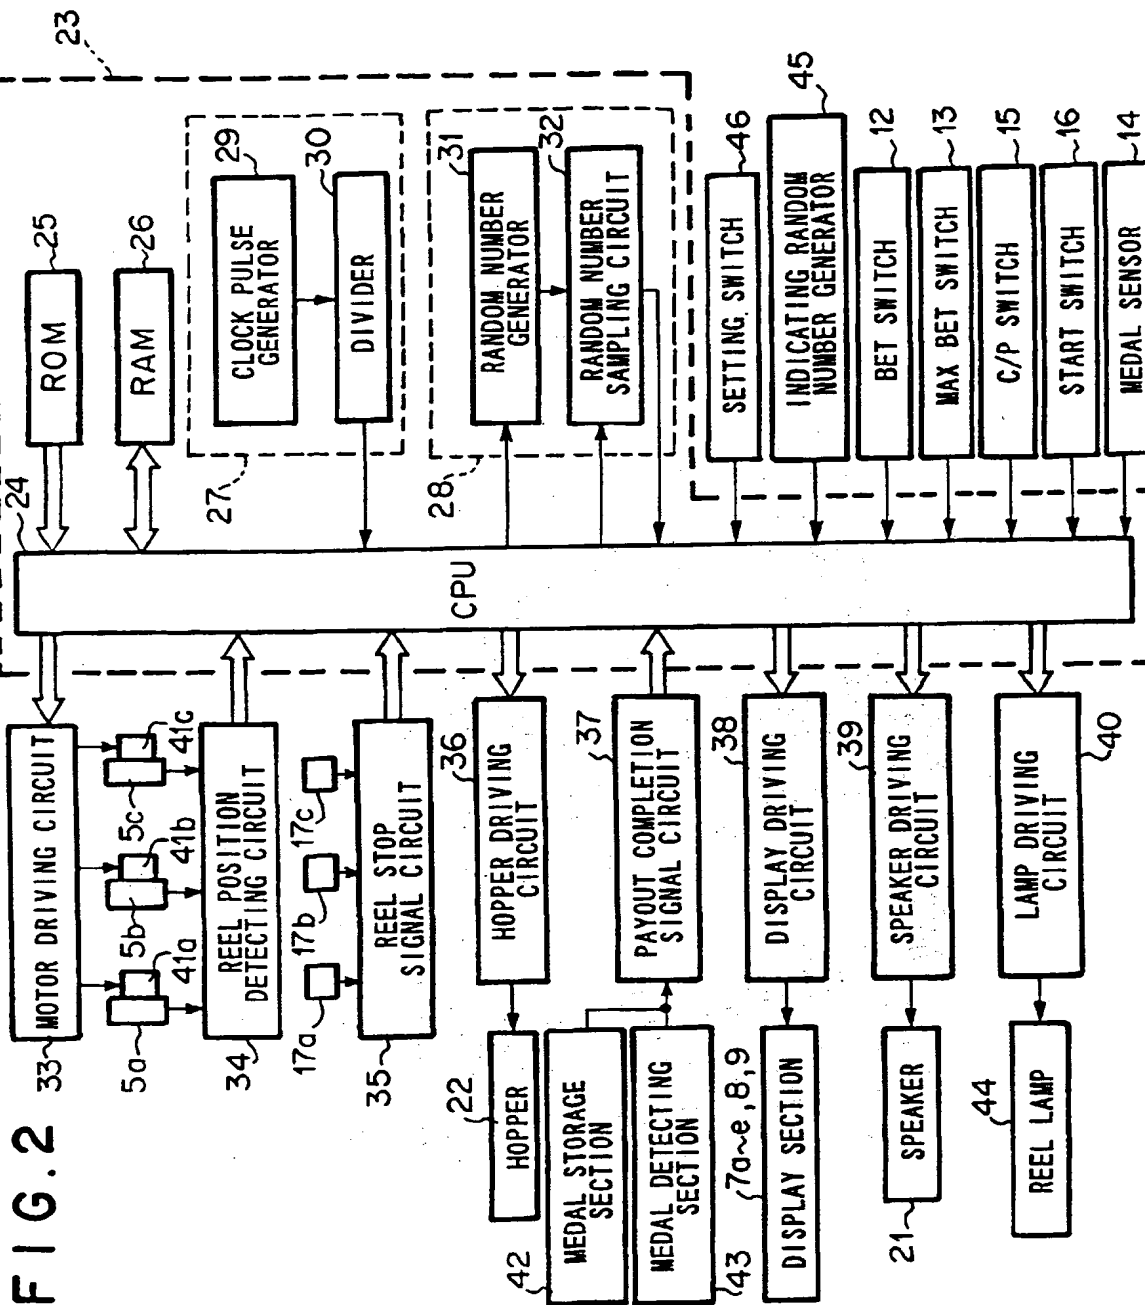 FIG.2
23
24
ROM
25
RAM
26
CLOCK PULSE
GENERATOR
29
DIVIDER
30
27
RANDOM NUMBER
GENERATOR
31
RANDOM NUMBER
SAMPLING CIRCUIT
32
28
SETTING SWITCH
46
INDICATING RANDOM
NUMBER GENERATOR
45
BET SWITCH
12
MAX BET SWITCH
13
C/P SWITCH
15
START SWITCH
16
MEDAL SENSOR
14
CPU
33
MOTOR DRIVING CIRCUIT
5a
41a
5b
41b
5c
41c
34
REEL POSITION
DETECTING CIRCUIT
17a
17b
17c
35
REEL STOP
SIGNAL CIRCUIT
36
HOPPER DRIVING
CIRCUIT
22
HOPPER
37
PAYOUT COMPLETION
SIGNAL CIRCUIT
42
MEDAL STORAGE
SECTION
43
MEDAL DETECTING
SECTION
38
DISPLAY DRIVING
CIRCUIT
7a~e,8,9
DISPLAY SECTION
39
SPEAKER DRIVING
CIRCUIT
21
SPEAKER
40
LAMP DRIVING
CIRCUIT
44
REEL LAMP